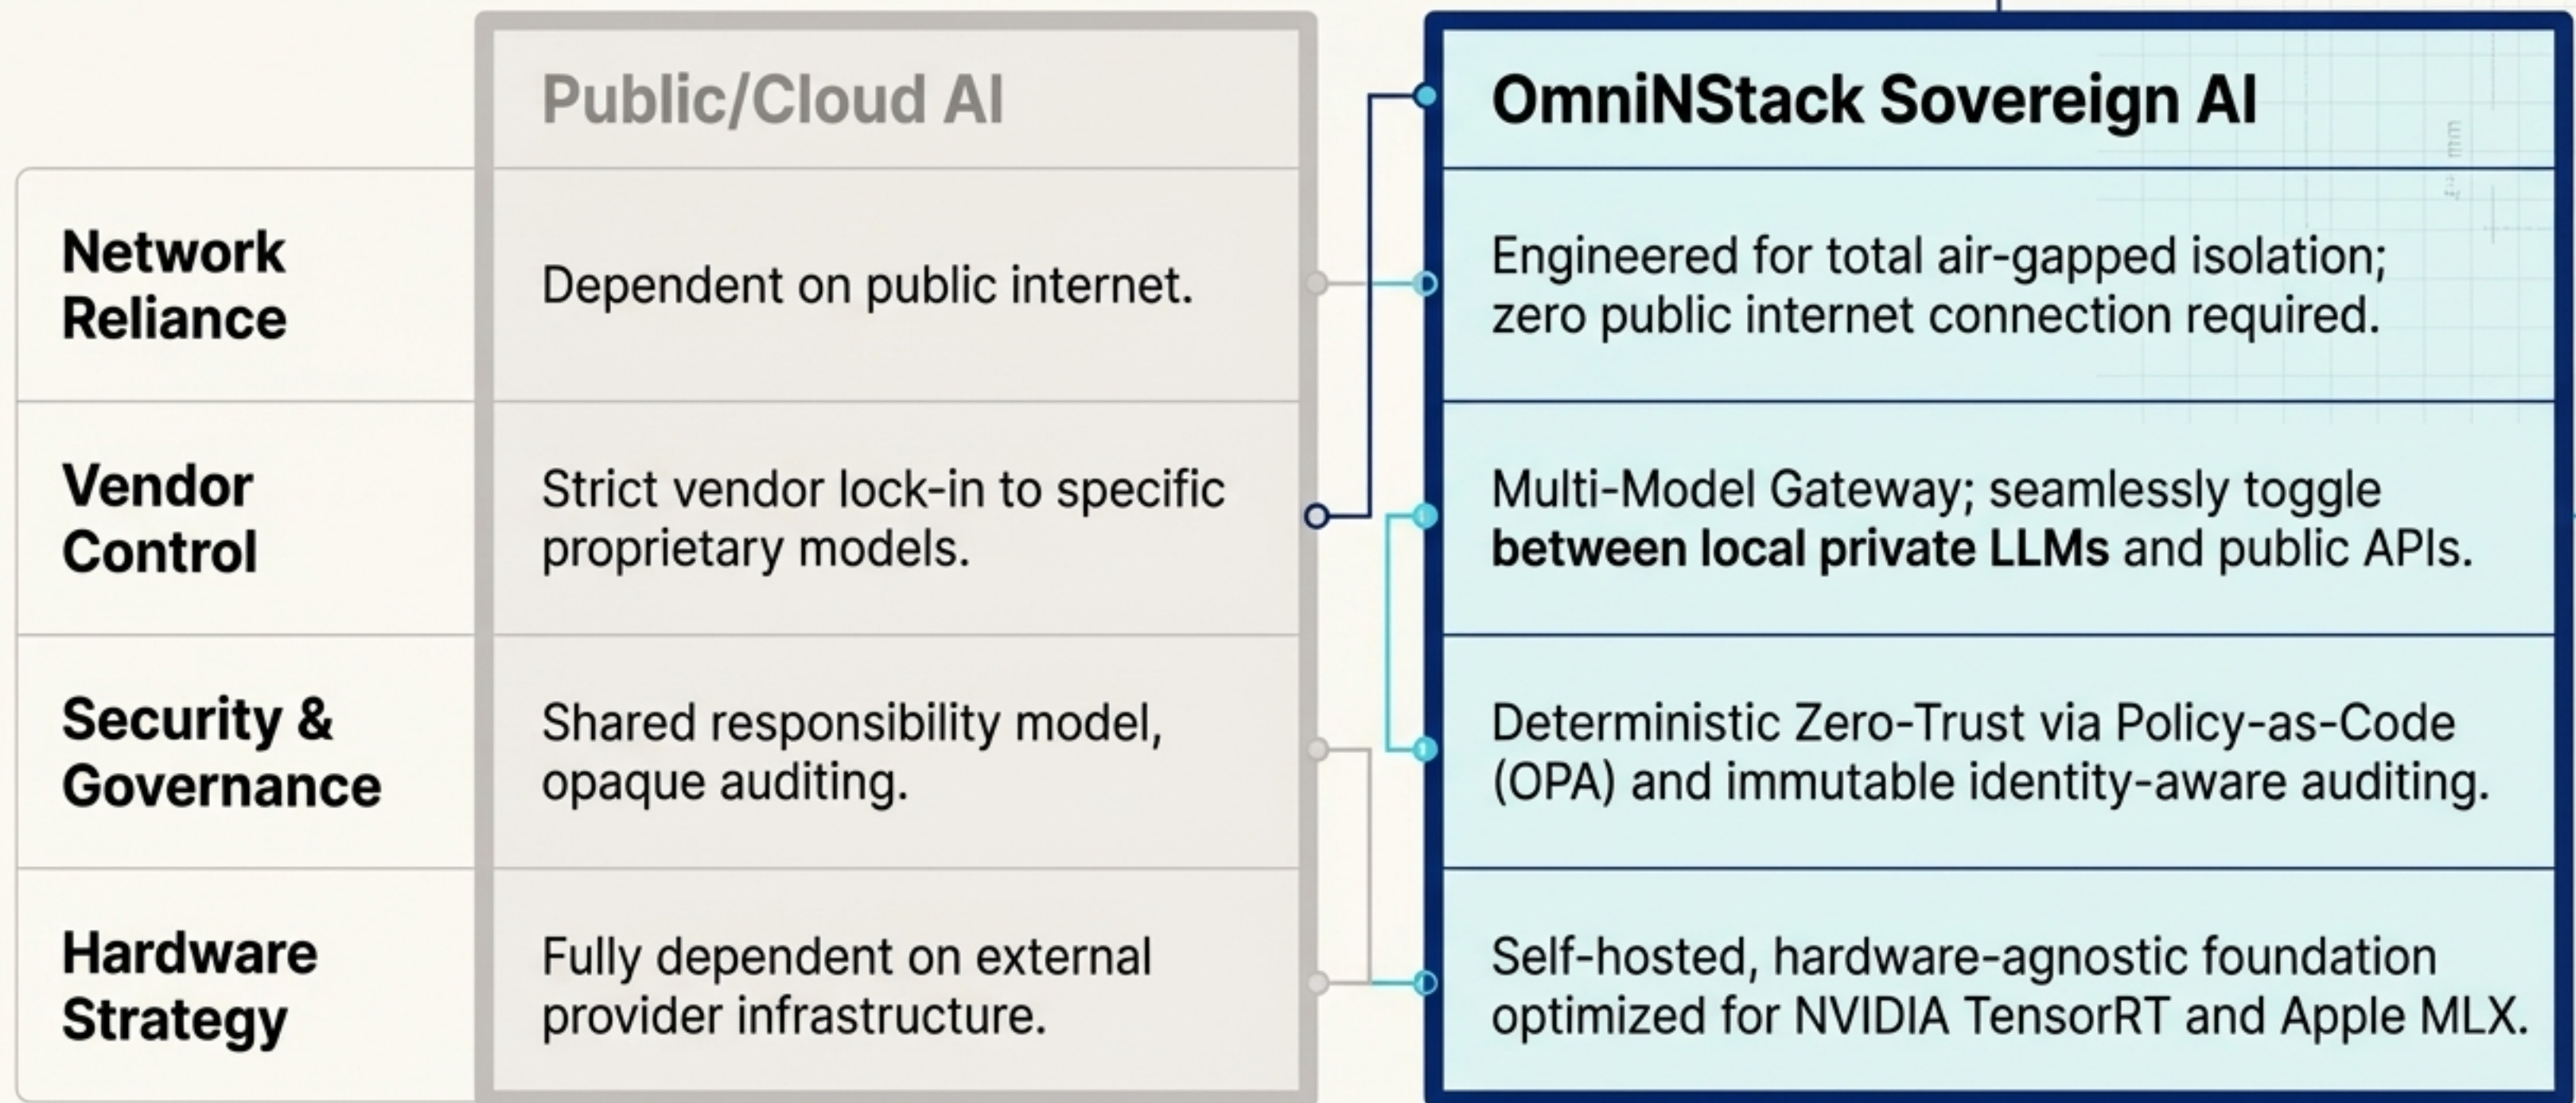 Public/Cloud AI
OmniNStack Sovereign AI
Network
Reliance
Dependent on public internet.
Engineered for total air-gapped isolation;
zero public internet connection required.
Vendor
Control
Strict vendor lock-in to specific
proprietary models.
Multi-Model Gateway; seamlessly toggle
between local private LLMs and public APIs.
Security &
Governance
Shared responsibility model,
opaque auditing.
Deterministic Zero-Trust via Policy-as-Code
(OPA) and immutable identity-aware auditing.
Hardware
Strategy
Fully dependent on external
provider infrastructure.
Self-hosted, hardware-agnostic foundation
optimized for NVIDIA TensorRT and Apple MLX.